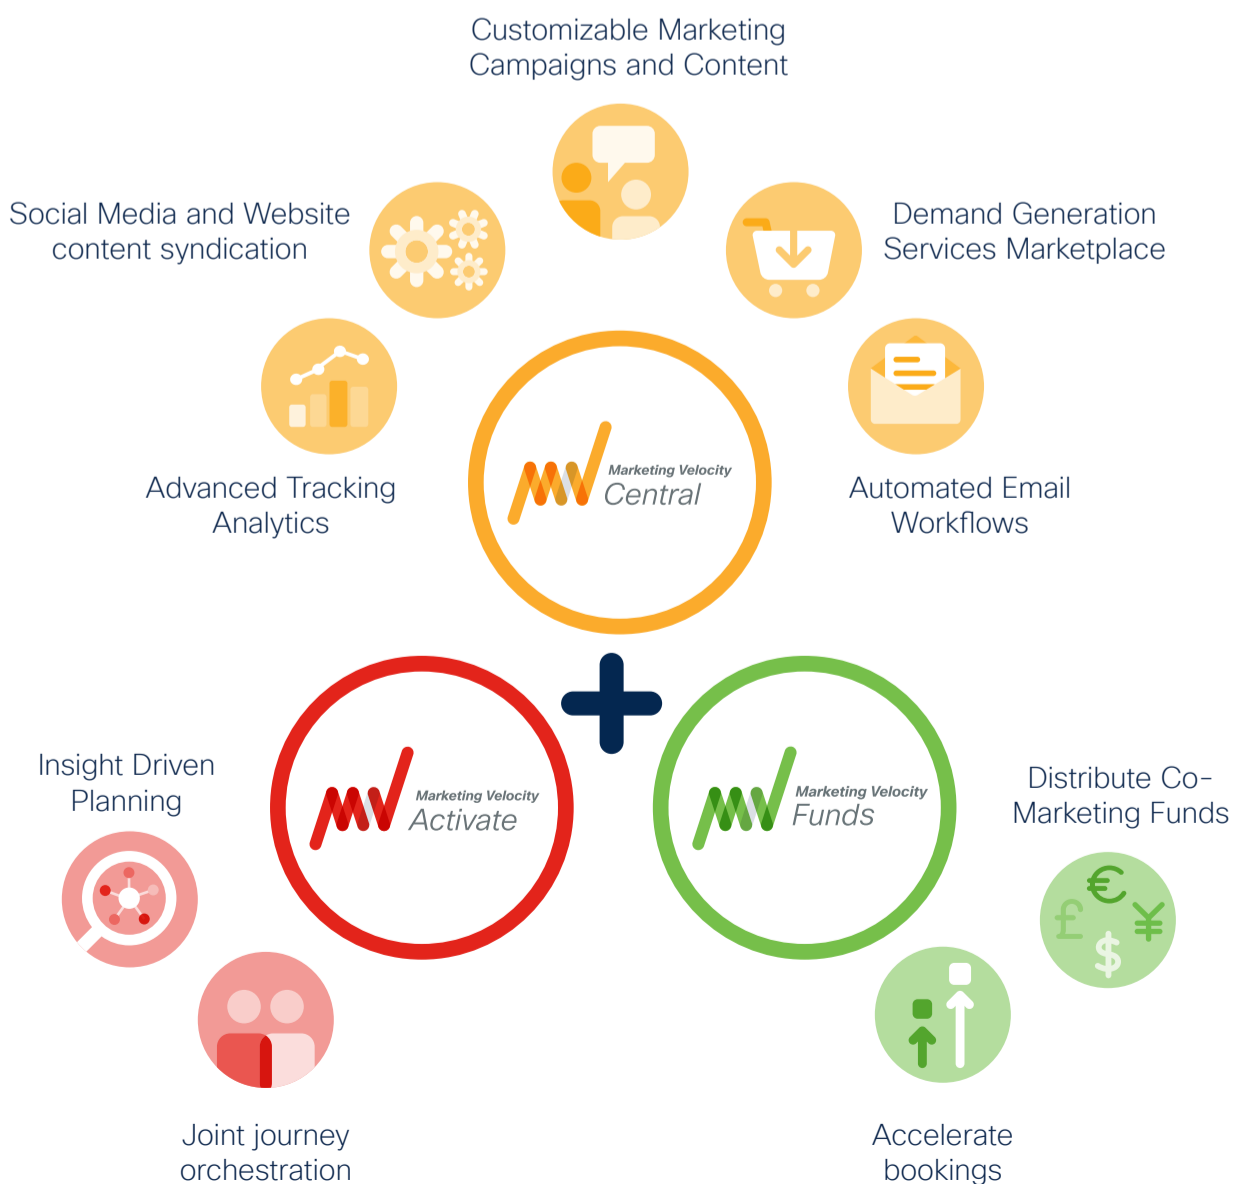 Customizable Marketing
Campaigns and Content
Social Media and Website
content syndication
Demand Generation
Services Marketplace
Advanced Tracking
Analytics
Marketing Velocity
Central
Automated Email
Workflows
Insight Driven
Planning
Marketing Velocity
Activate
Marketing Velocity
Funds
Distribute Co-
Marketing Funds
€
£
¥
$
Joint journey
orchestration
Accelerate
bookings